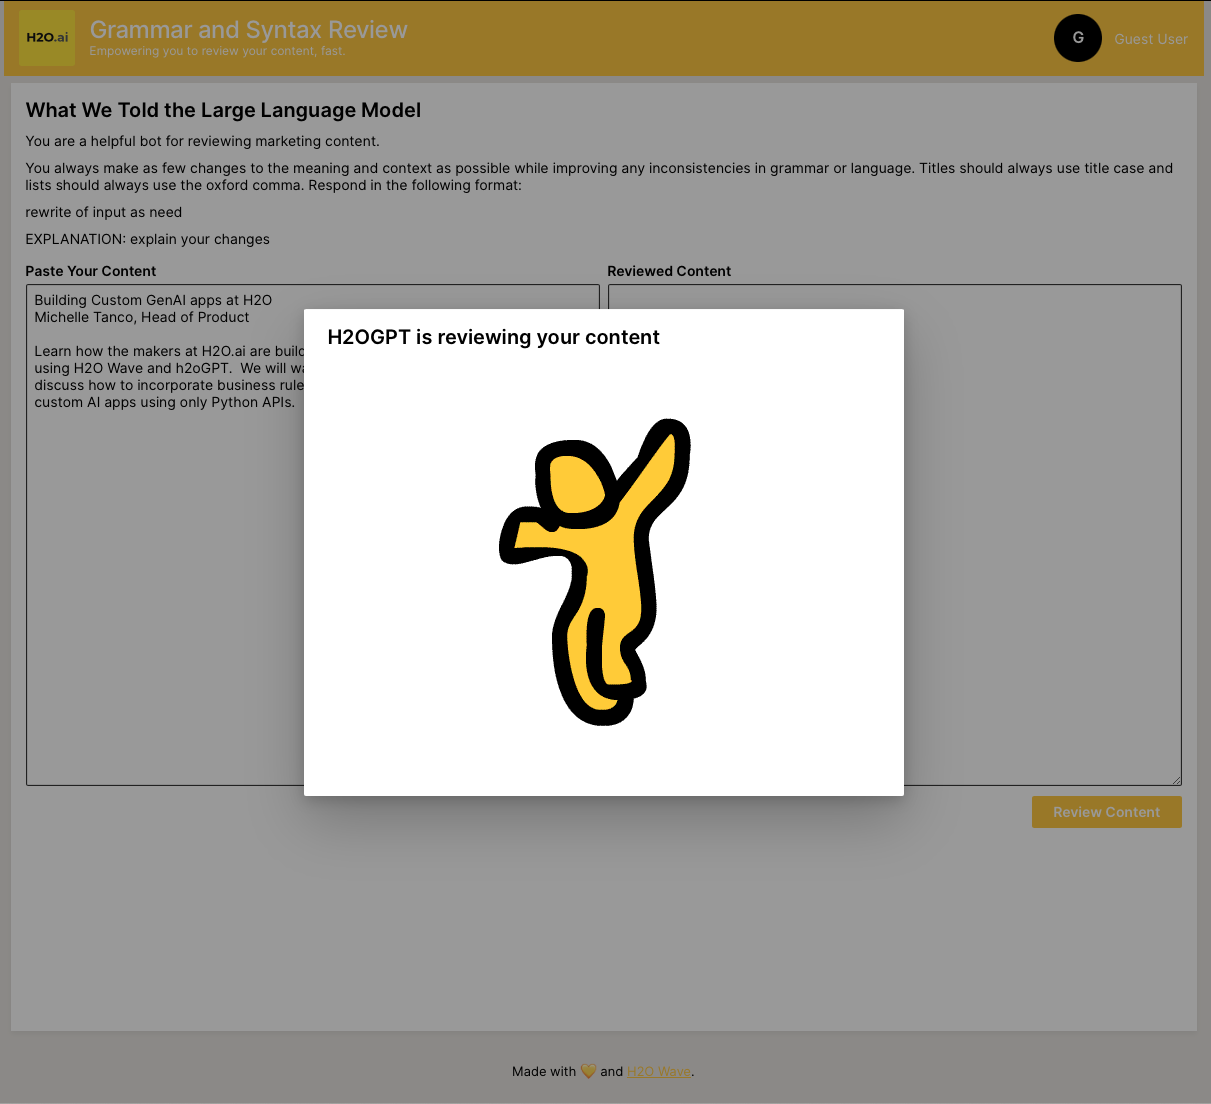 H2O.ai
Grammar and Syntax Review
Empowering you to review your content, fast.
G
Guest User
What We Told the Large Language Model
You are a helpful bot for reviewing marketing content.
You always make as few changes to the meaning and context as possible while improving any inconsistencies in grammar or language. Titles should always use title case and
lists should always use the oxford comma. Respond in the following format:
rewrite of input as need
EXPLANATION: explain your changes
Paste Your Content
Reviewed Content
Building Custom GenAI apps at H2O
Michelle Tanco, Head of Product
Learn how the makers at H2O.ai are
using H2O Wave and h2oGPT.  We will
discuss how to incorporate business
custom AI apps using only Python APIs.
H2OGPT is reviewing your content
Review Content
Made with 💛 and H2O Wave.